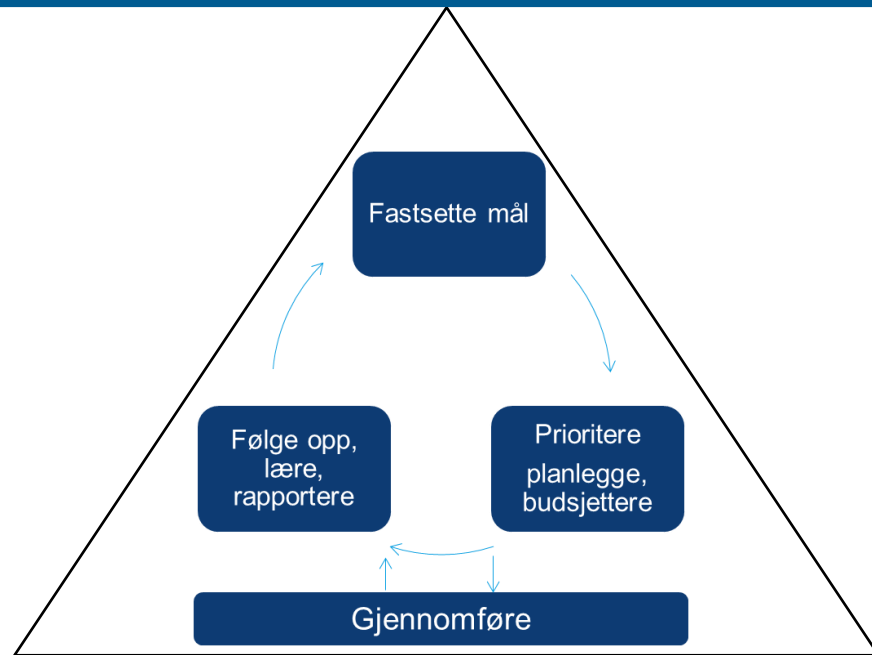 Fastsette mål
Følge opp,
lære,
rapportere
Prioritere
planlegge,
budsjettere
Gjennomføre